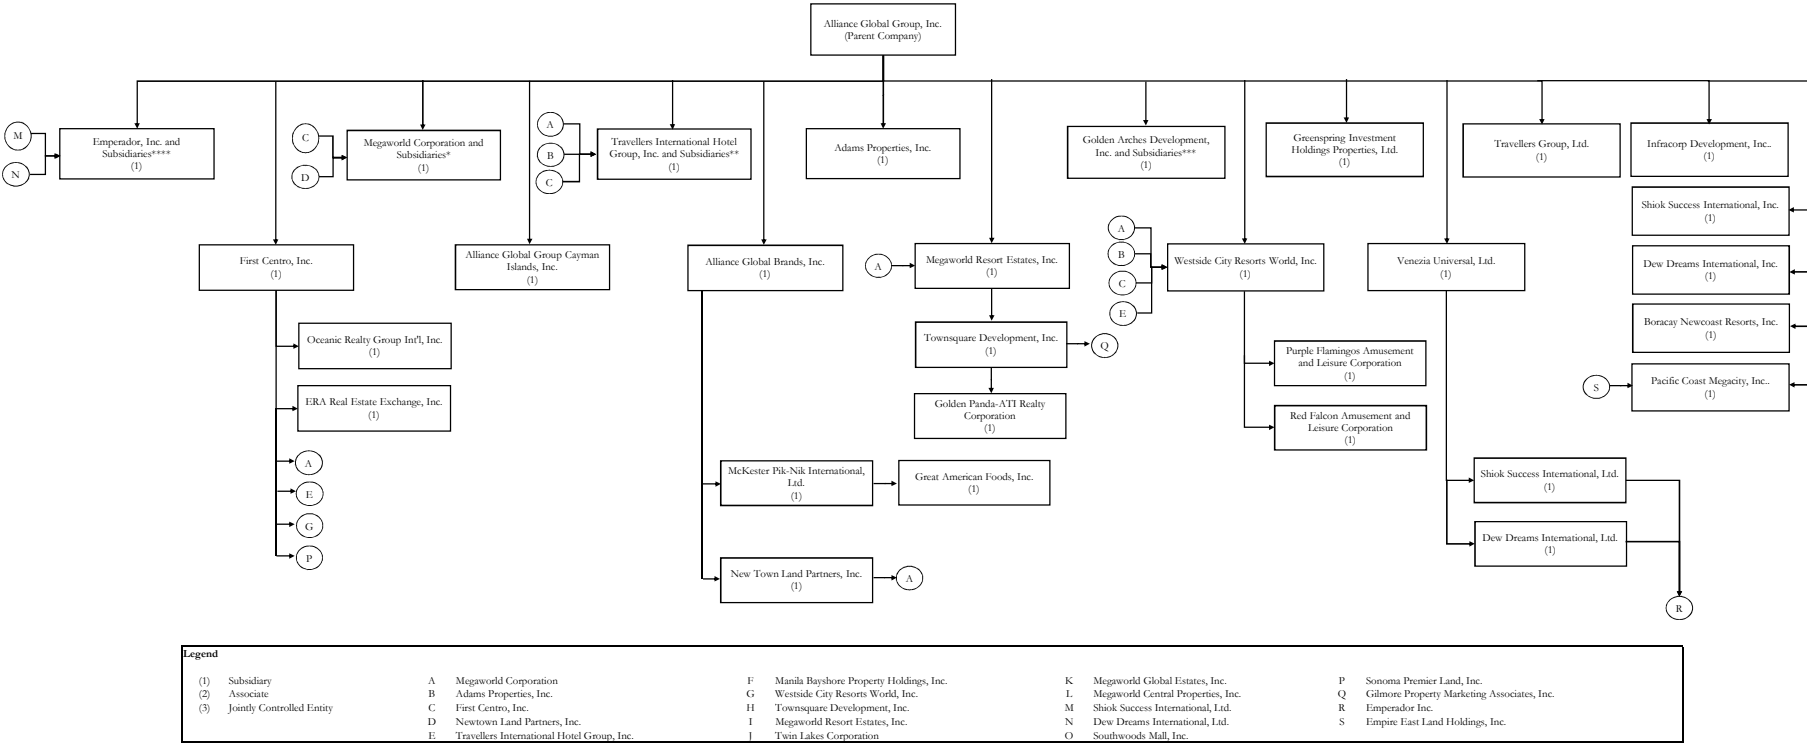 Alliance Global Group, Inc.
(Parent Company)
M
N
Emperador, Inc. and
Subsidiaries****
(1)
C
D
Megaworld Corporation and
Subsidiaries*
(1)
A
B
C
Travellers International Hotel
Group, Inc. and Subsidiaries**
(1)
Adams Properties, Inc.
(1)
Golden Arches Development,
Inc. and Subsidiaries***
(1)
Greenspring Investment
Holdings Properties, Ltd.
(1)
Travellers Group, Ltd.
(1)
Infracorp Development, Inc..
(1)
Shiok Success International, Inc.
(1)
Dew Dreams International, Inc.
(1)
Boracay Newcoast Resorts, Inc.
(1)
S
Pacific Coast Megacity, Inc..
(1)
First Centro, Inc.
(1)
Alliance Global Group Cayman
Islands, Inc.
(1)
Alliance Global Brands, Inc.
(1)
A
Megaworld Resort Estates, Inc.
(1)
A
B
C
E
Westside City Resorts World, Inc.
(1)
Venezia Universal, Ltd.
(1)
Oceanic Realty Group Int'l, Inc.
(1)
ERA Real Estate Exchange, Inc.
(1)
A
E
G
P
Townsquare Development, Inc.
(1)
Q
Golden Panda-ATI Realty
Corporation
(1)
Purple Flamingos Amusement
and Leisure Corporation
(1)
Red Falcon Amusement and
Leisure Corporation
(1)
McKester Pik-Nik International,
Ltd.
(1)
Great American Foods, Inc.
(1)
New Town Land Partners, Inc.
(1)
A
Shiok Success International, Ltd.
(1)
Dew Dreams International, Ltd.
(1)
R
Legend
(1) Subsidiary A Megaworld Corporation F Manila Bayshore Property Holdings, Inc. K Megaworld Global Estates, Inc. P Sonoma Premier Land, Inc.
(2) Associate B Adams Properties, Inc. G Westside City Resorts World, Inc. L Megaworld Central Properties, Inc. Q Gilmore Property Marketing Associates, Inc.
(3) Jointly Controlled Entity C First Centro, Inc. H Townsquare Development, Inc. M Shiok Success International, Ltd. R Emperador Inc.
D Newtown Land Partners, Inc. I Megaworld Resort Estates, Inc. N Dew Dreams International, Ltd. S Empire East Land Holdings, Inc.
E Travellers International Hotel Group, Inc. J Twin Lakes Corporation O Southwoods Mall, Inc.